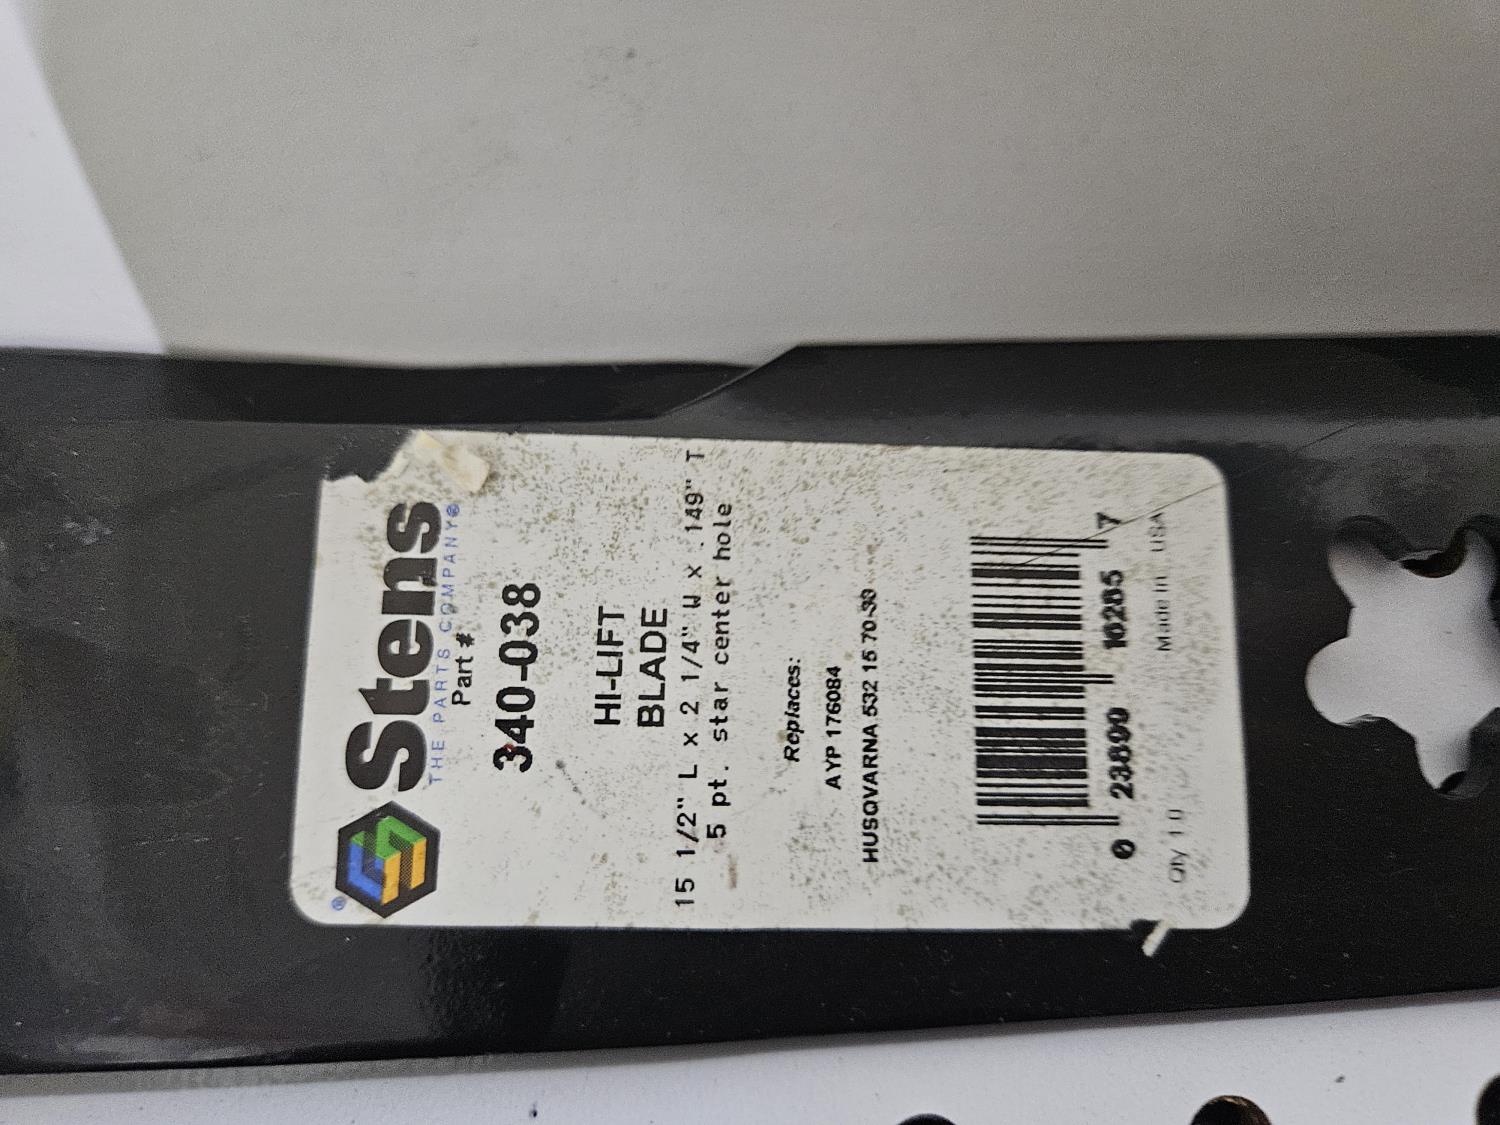 Stens®
THE PARTS COMPANY®
Part #
340-038
HI-LIFT
BLADE
15 1/2" L x 2 1/4" W x .149" T
5 pt. star center hole
Replaces:
AYP 176084
HUSQVARNA 532 15 70-33
0 23899 16285 7
Qty 1.0 Made in USA